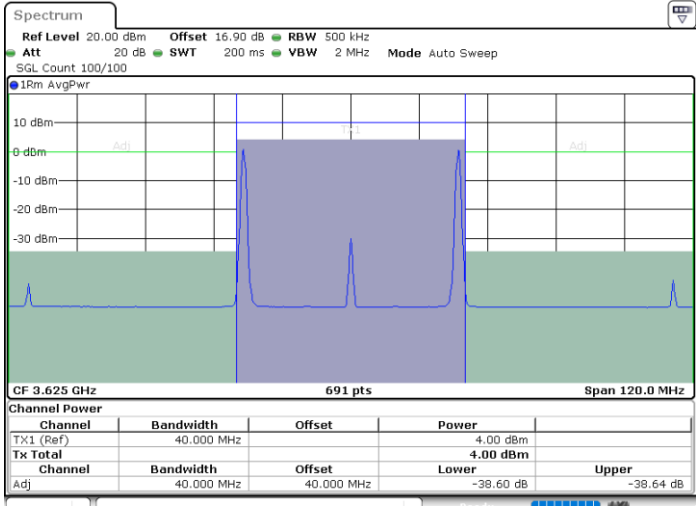 Spectrum
Ref Level 20.00 dBm Offset 16.90 dB RBW 500 kHz
Att 20 dB SWT 200 ms VBW 2 MHz Mode Auto Sweep
SGL Count 100/100
1Rm AvgPwr
10 dBm
TX1
Adj
Adj
0 dBm
-10 dBm
-20 dBm
-30 dBm
CF 3.625 GHz 691 pts Span 120.0 MHz
Channel Power
Channel Bandwidth Offset Power
TX1 (Ref) 40.000 MHz 4.00 dBm
Tx Total 4.00 dBm
Channel Bandwidth Offset Lower Upper
Adj 40.000 MHz 40.000 MHz -38.60 dB -38.64 dB